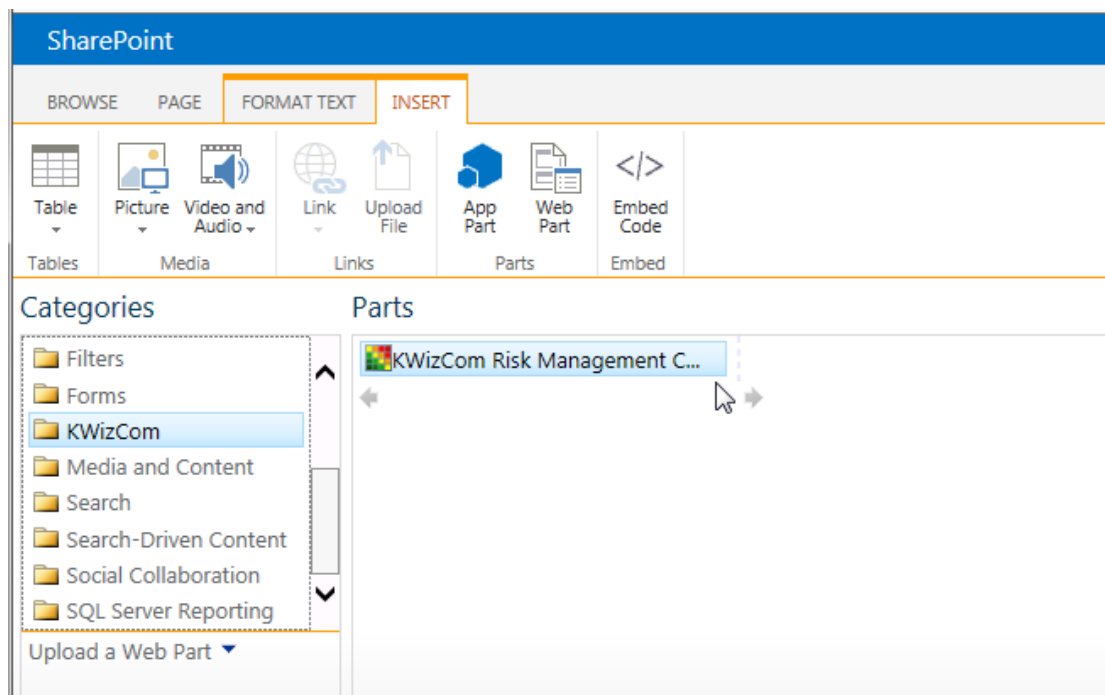 SharePoint
BROWSE PAGE FORMAT TEXT INSERT
Table Picture Video and Audio Link Upload File App Part Web Part Embed Code
Tables Media Links Parts Embed
Categories Parts
Filters
KWizCom Risk Management C...
Forms
KWizCom
Media and Content
Search
Search-Driven Content
Social Collaboration
SQL Server Reporting
Upload a Web Part